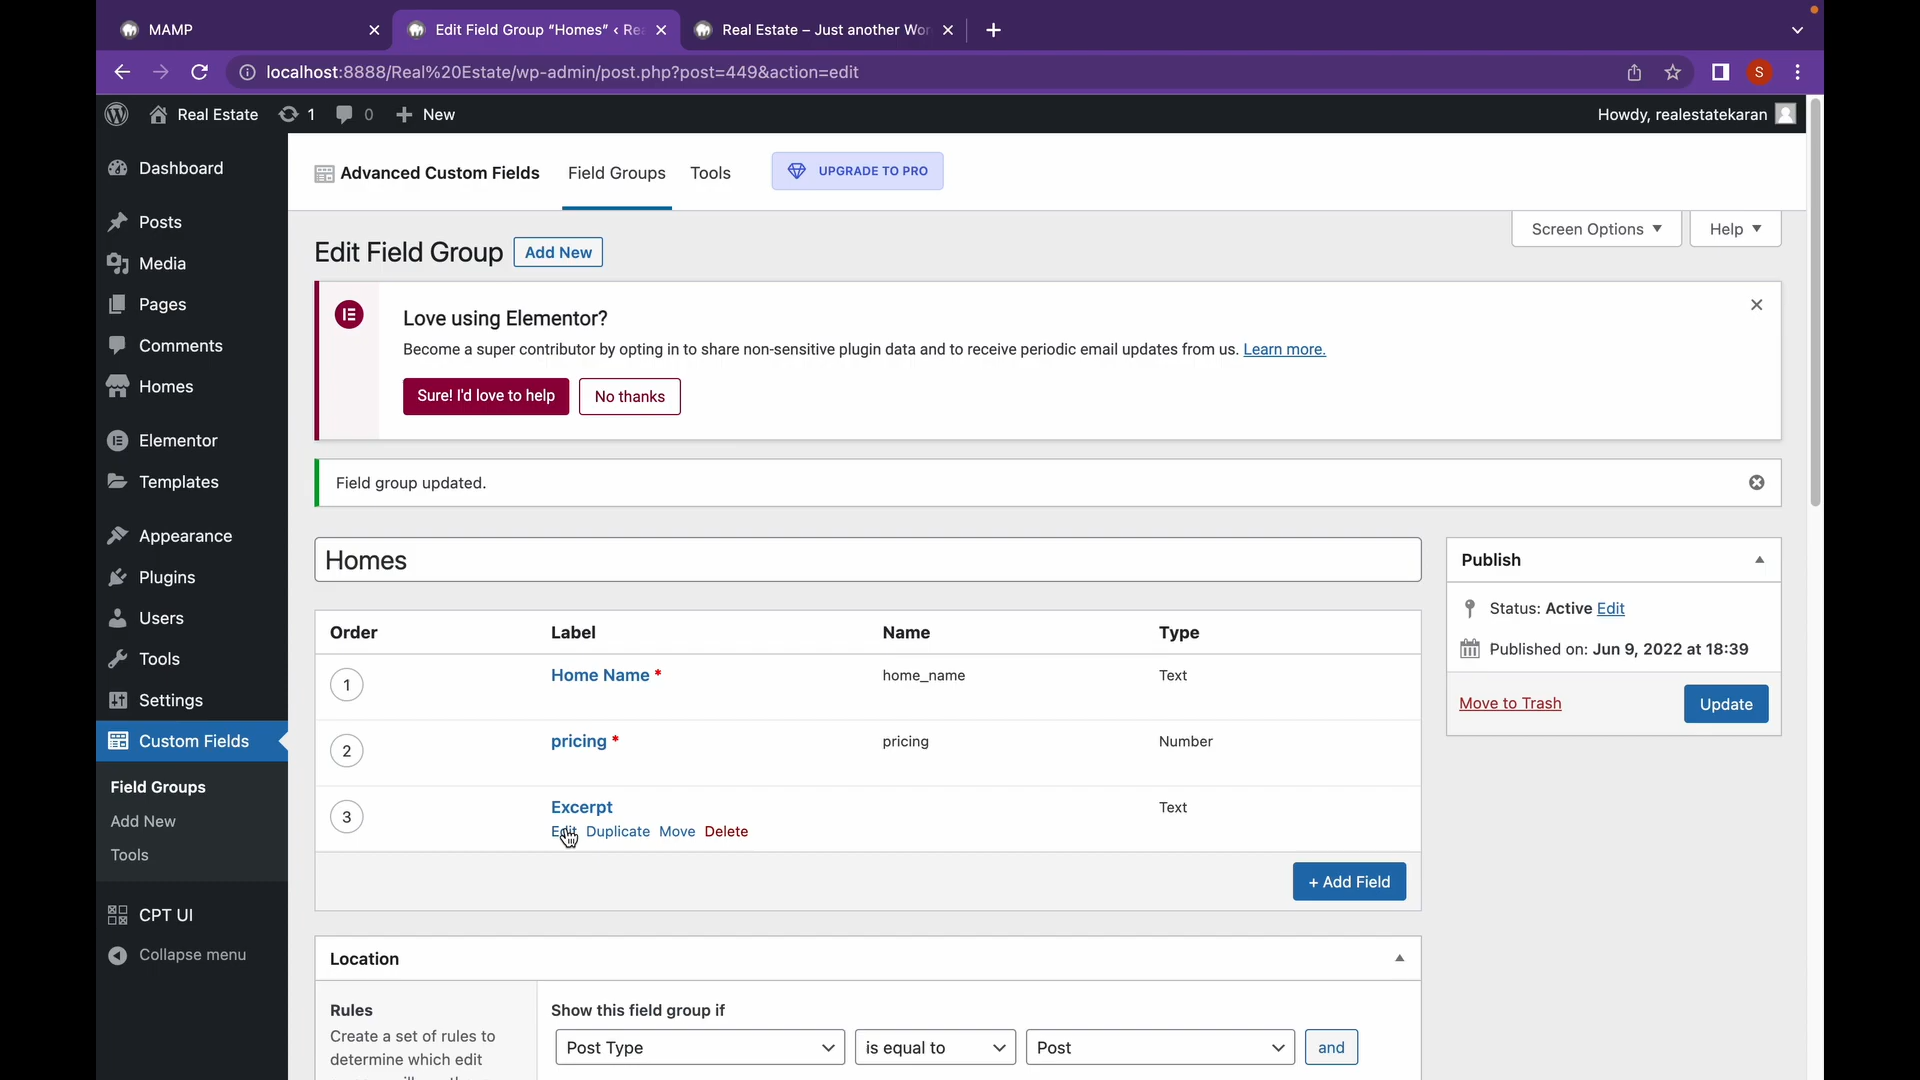 MAMP
Edit Field Group “Homes” ‹ Rea
Real Estate – Just another Wor
localhost:8888/Real%20Estate/wp-admin/post.php?post=449&action=edit
S
Real Estate
1
0
New
Howdy, realestatekaran
Dashboard
Posts
Media
Pages
Comments
Homes
Elementor
Templates
Appearance
Plugins
Users
Tools
Settings
Custom Fields
Field Groups
Add New
Tools
CPT UI
Collapse menu
Advanced Custom Fields
Field Groups
Tools
UPGRADE TO PRO
Screen Options
Help
Edit Field Group
Add New
Love using Elementor?
Become a super contributor by opting in to share non-sensitive plugin data and to receive periodic email updates from us. Learn more.
Sure! I'd love to help
No thanks
Field group updated.
Homes
Order Label Name Type
1 Home Name * home_name Text
2 pricing * pricing Number
3 Excerpt Text
Edit Duplicate Move Delete
+ Add Field
Publish
Status: Active Edit
Published on: Jun 9, 2022 at 18:39
Move to Trash
Update
Location
Rules
Create a set of rules to
determine which edit
Show this field group if
Post Type
is equal to
Post
and